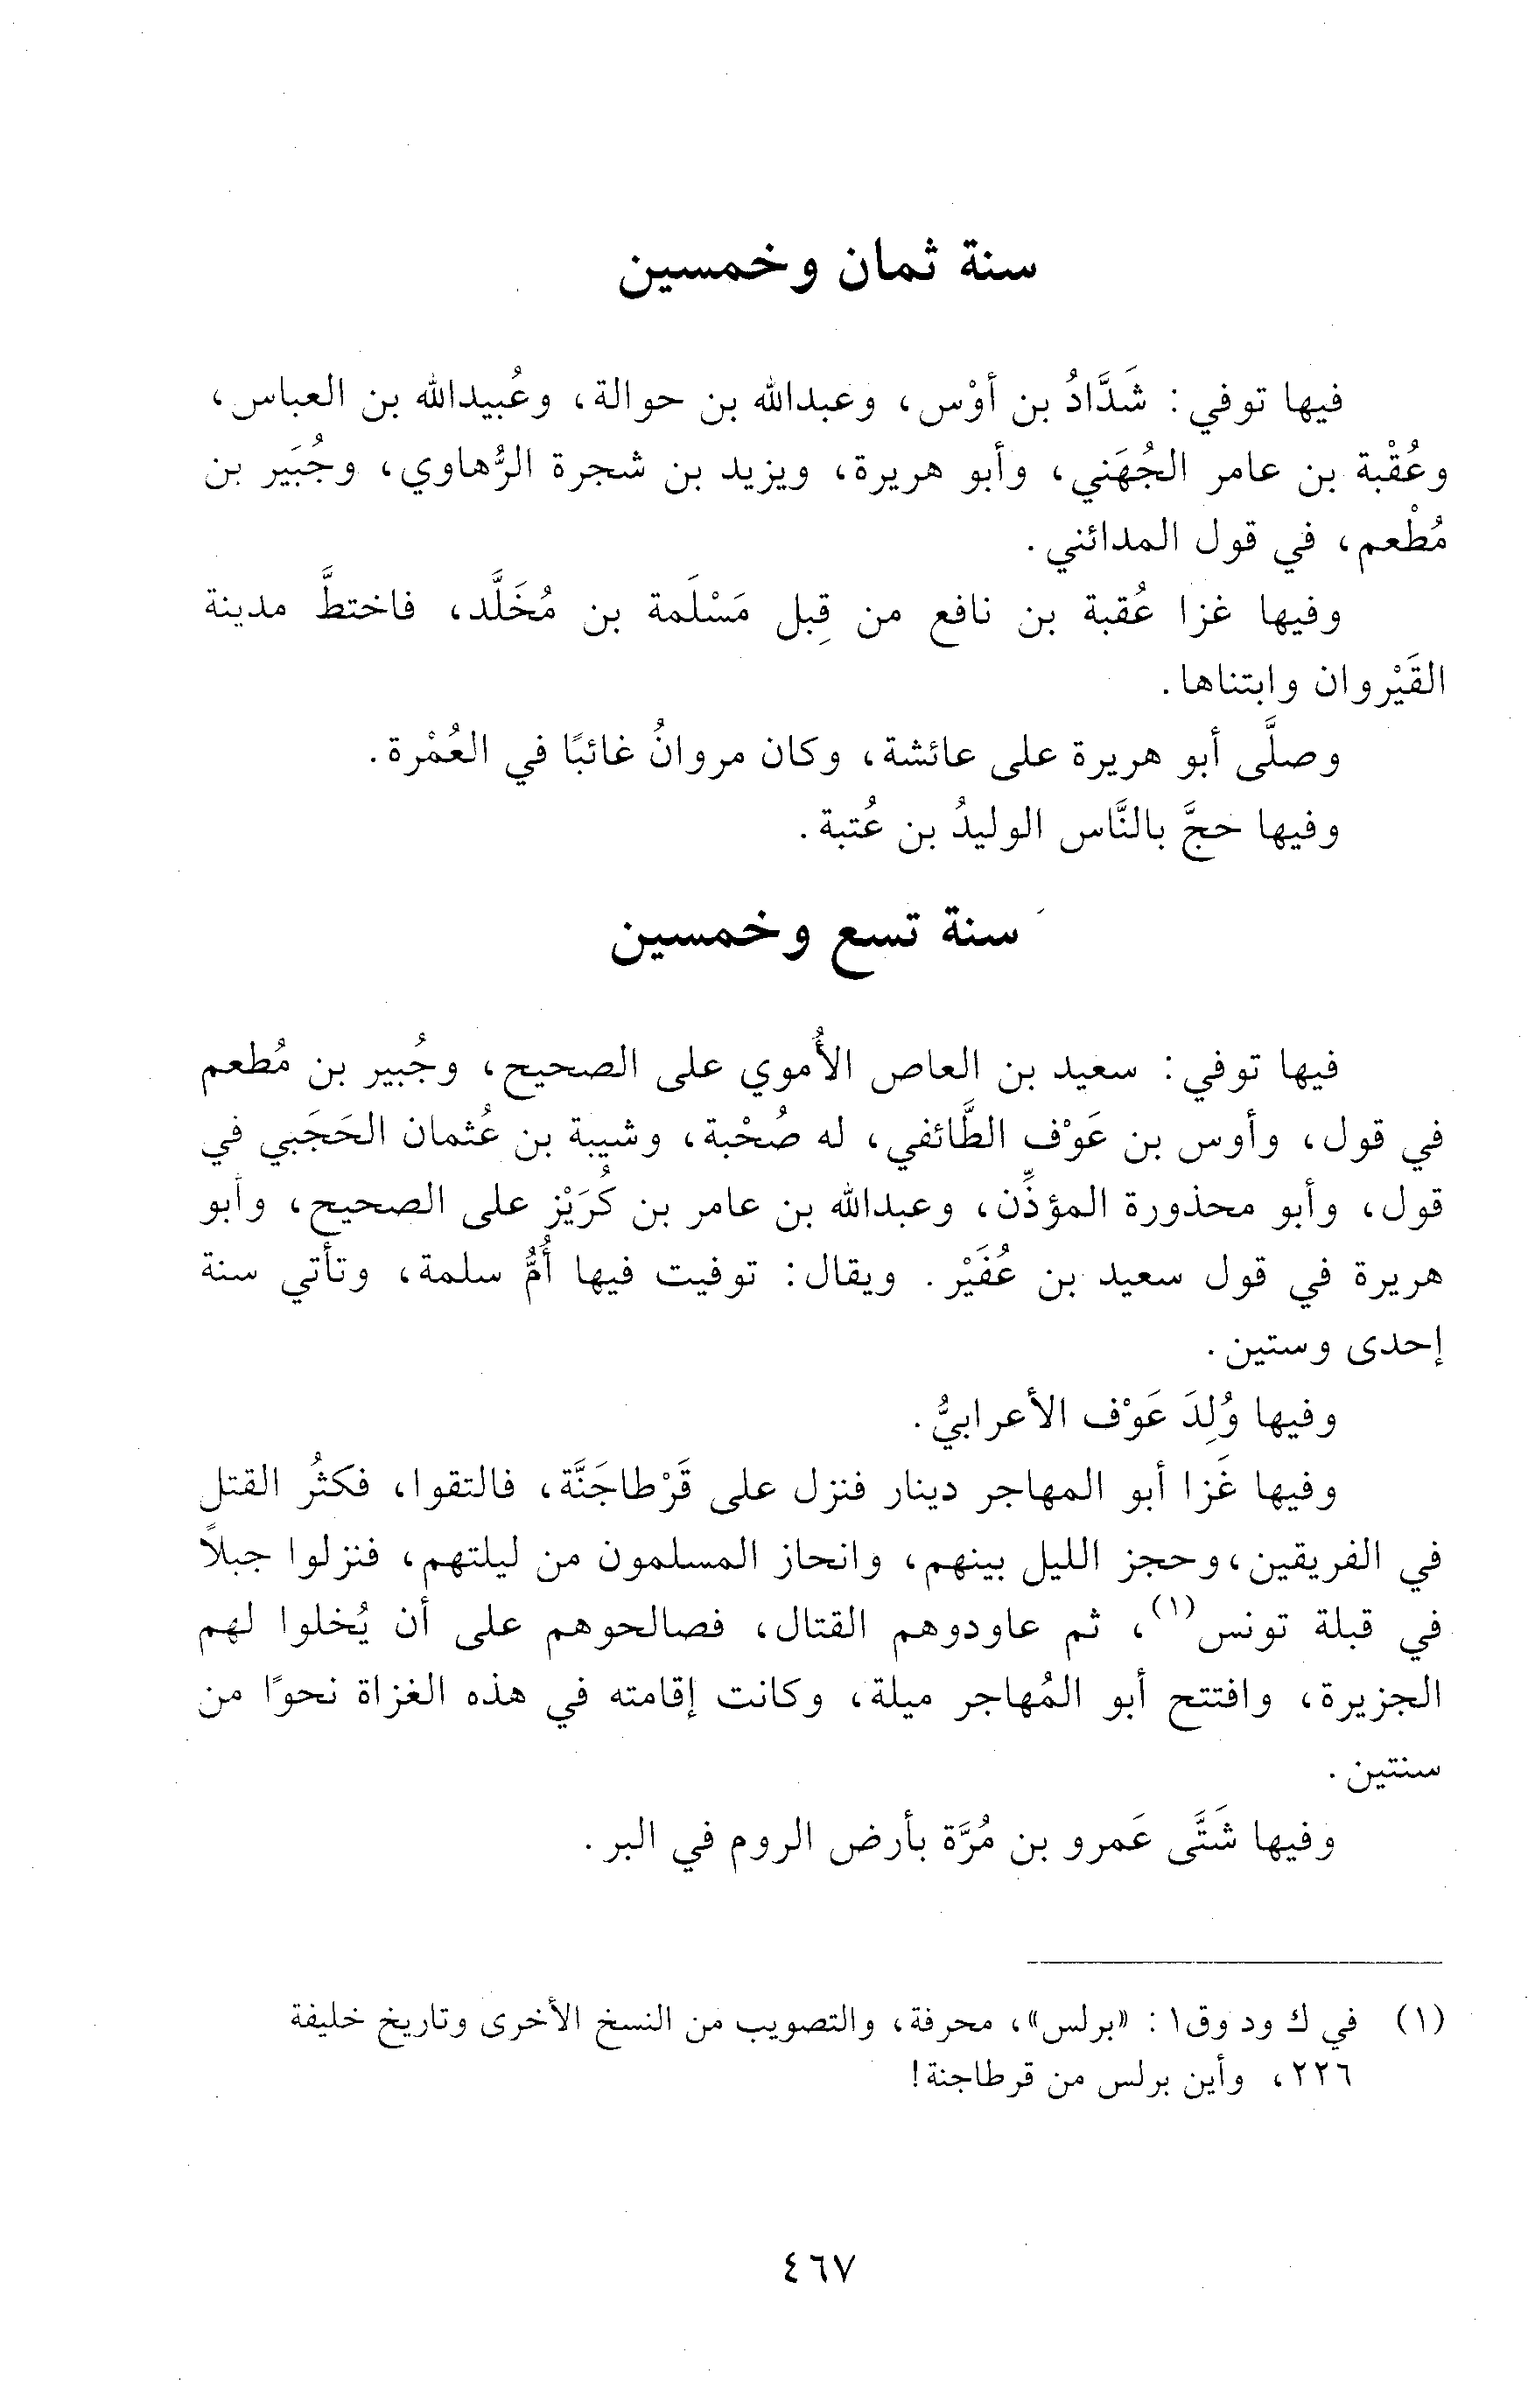 سنة ثمان وخمسين
فيها توفي: شَدَّادُ بن أوْس، وعبدالله بن حوالة، وعُبيدالله بن العباس،
وعُقْبة بن عامر الجُهَني، وأبو هريرة، ويزيد بن شجرة الرُّهاوي، وجُبَير بن
مُطْعم، في قول المدائني.
وفيها غزا عُقبة بن نافع من قِبل مَسْلَمة بن مُخَلَّد، فاختطَّ مدينة
القَيْروان وابتناها.
وصلَّى أبو هريرة على عائشة، وكان مروانُ غائبًا في العُمْرة.
وفيها حجَّ بالنَّاس الوليدُ بن عُتبة.
سنة تسع وخمسين
فيها توفي: سعيد بن العاص الأُموي على الصحيح، وجُبير بن مُطعم
في قول، وأوس بن عَوْف الطَّائفي، له صُحْبة، وشيبة بن عُثمان الحَجَبي في
قول، وأبو محذورة المؤذِّن، وعبدالله بن عامر بن كُرَيْز على الصحيح، وأبو
هريرة في قول سعيد بن عُفَيْر. ويقال: توفيت فيها أُمُّ سلمة، وتأتي سنة
إحدى وستين.
وفيها وُلِدَ عَوْف الأعرابيُّ.
وفيها غَزا أبو المهاجر دينار فنزل على قَرْطاجَنَّة، فالتقوا، فكثُر القتل
في الفريقين، وحجز الليل بينهم، وانحاز المسلمون من ليلتهم، فنزلوا جبلاً
في قبلة تونس(١)، ثم عاودوهم القتال، فصالحوهم على أن يُخلوا لهم
الجزيرة، وافتتح أبو المُهاجر ميلة، وكانت إقامته في هذه الغزاة نحوًا من
سنتين.
وفيها شَتَّى عَمرو بن مُرَّة بأرض الروم في البر.
(١) في ك ود وق١: «برلس»، محرفة، والتصويب من النسخ الأخرى وتاريخ خليفة
٢٢٦، وأين برلس من قرطاجنة!
٤٦٧